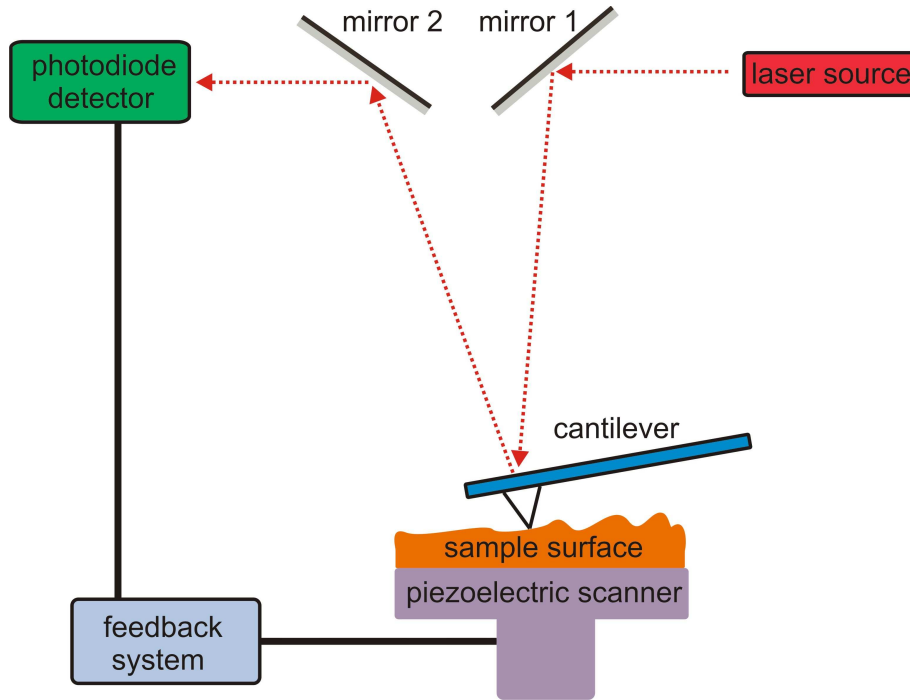 mirror 2
mirror 1
photodiode
detector
laser source
cantilever
sample surface
piezoelectric scanner
feedback
system